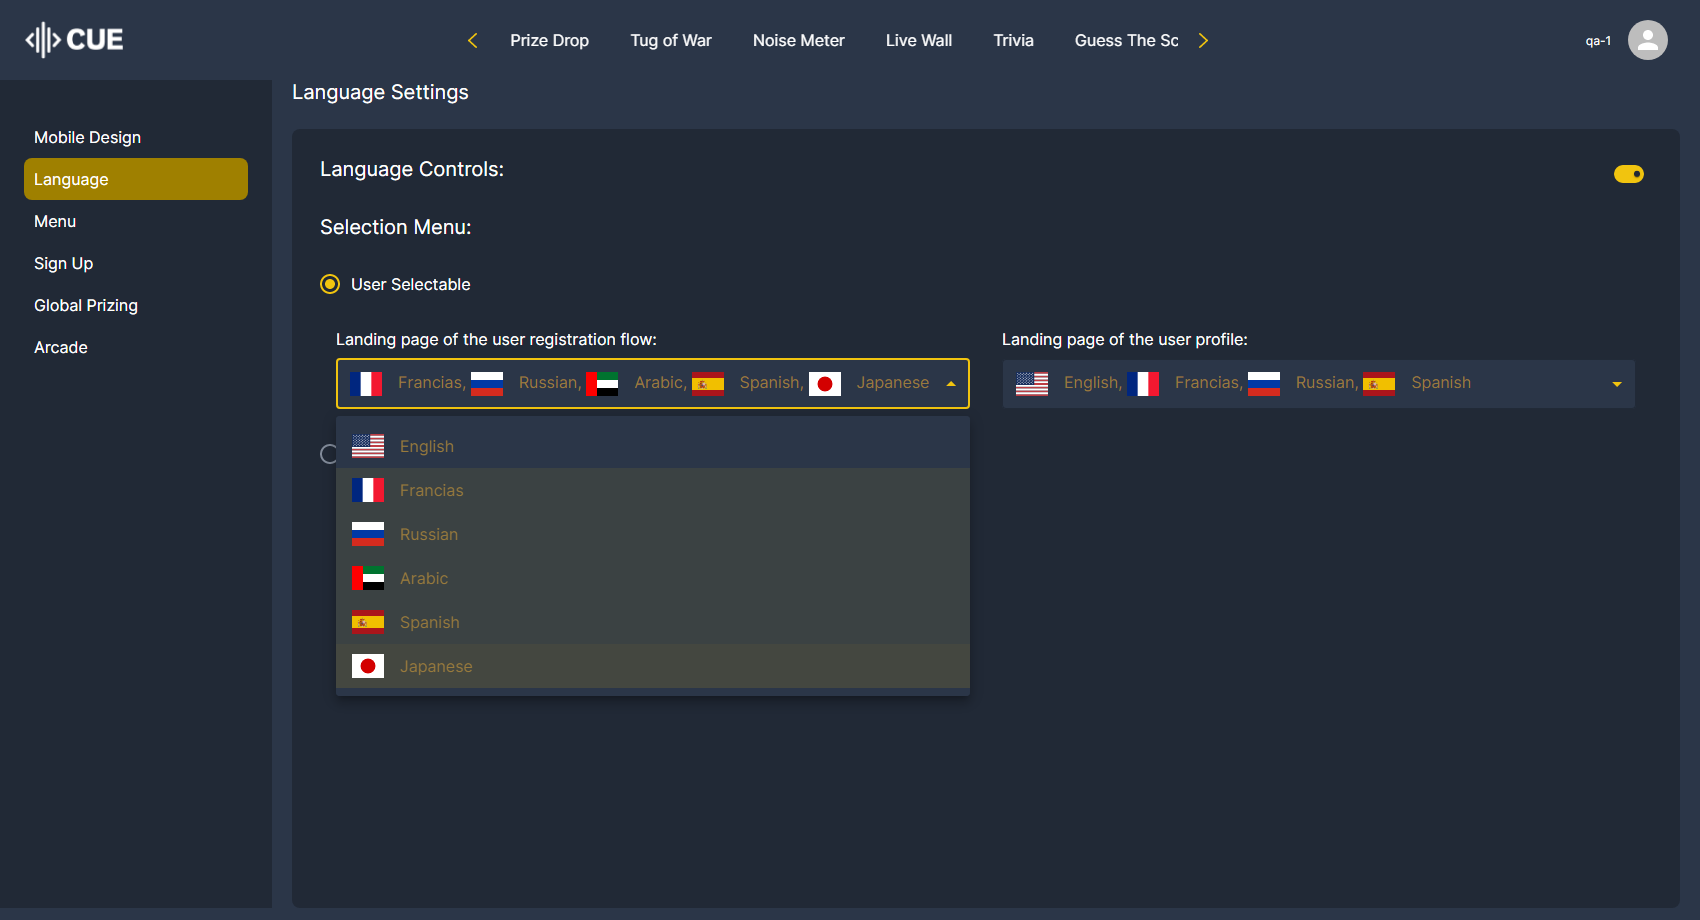 CUE
Prize Drop
Tug of War
Noise Meter
Live Wall
Trivia
Guess The Sc
qa-1
Mobile Design
Language
Menu
Sign Up
Global Prizing
Arcade
Language Settings
Language Controls:
Selection Menu:
User Selectable
Landing page of the user registration flow:
Francias, Russian, Arabic, Spanish, Japanese
English
Francias
Russian
Arabic
Spanish
Japanese
Landing page of the user profile:
English, Francias, Russian, Spanish